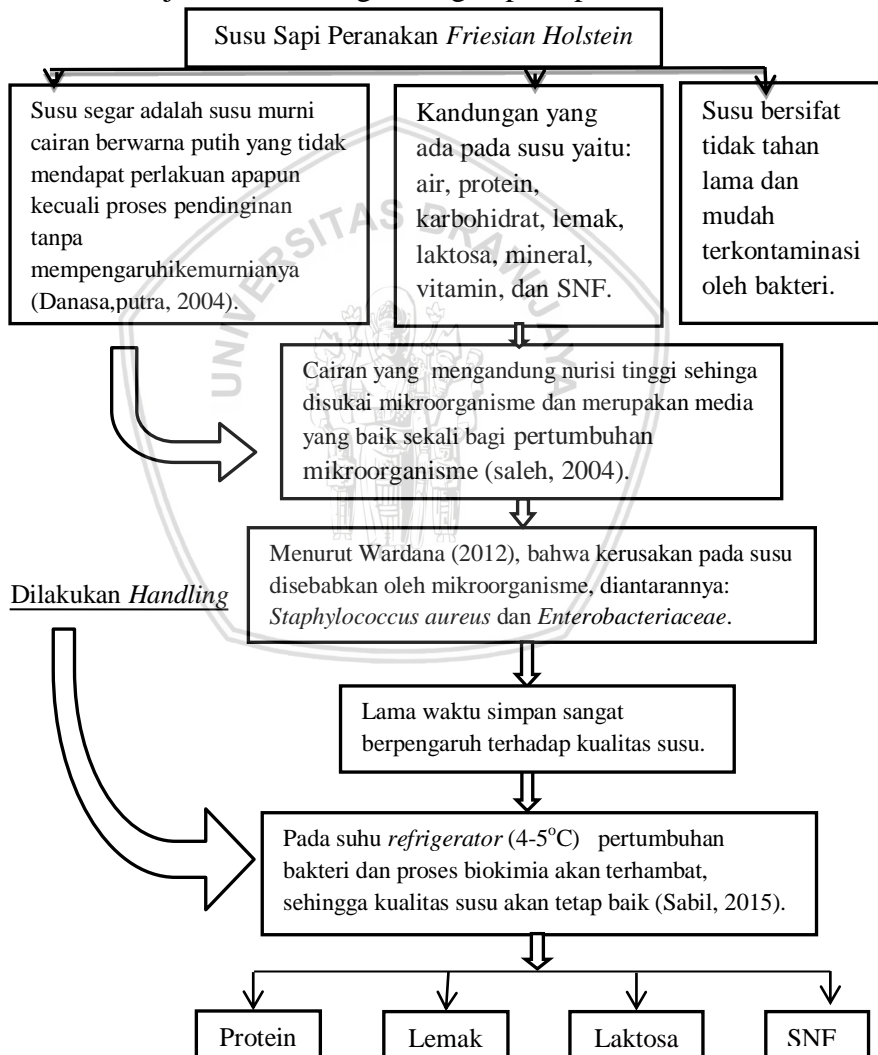 Susu Sapi Peranakan Friesian Holstein
Susu segar adalah susu murni
cairan berwarna putih yang tidak
mendapat perlakuan apapun
kecuali proses pendinginan
tanpa
mempengaruhikemurnianya
(Danasa,putra, 2004).
Kandungan yang
ada pada susu yaitu:
air, protein,
karbohidrat, lemak,
laktosa, mineral,
vitamin, dan SNF.
Susu bersifat
tidak tahan
lama dan
mudah
terkontaminasi
oleh bakteri.
UNIVERSITAS BRAWIJAYA
Cairan yang mengandung nurisi tinggi sehinga
disukai mikroorganisme dan merupakan media
yang baik sekali bagi pertumbuhan
mikroorganisme (saleh, 2004).
Menurut Wardana (2012), bahwa kerusakan pada susu
disebabkan oleh mikroorganisme, diantarannya:
Staphylococcus aureus dan Enterobacteriaceae.
Dilakukan Handling
Lama waktu simpan sangat
berpengaruh terhadap kualitas susu.
Pada suhu refrigerator (4-5°C) pertumbuhan
bakteri dan proses biokimia akan terhambat,
sehingga kualitas susu akan tetap baik (Sabil, 2015).
Protein
Lemak
Laktosa
SNF